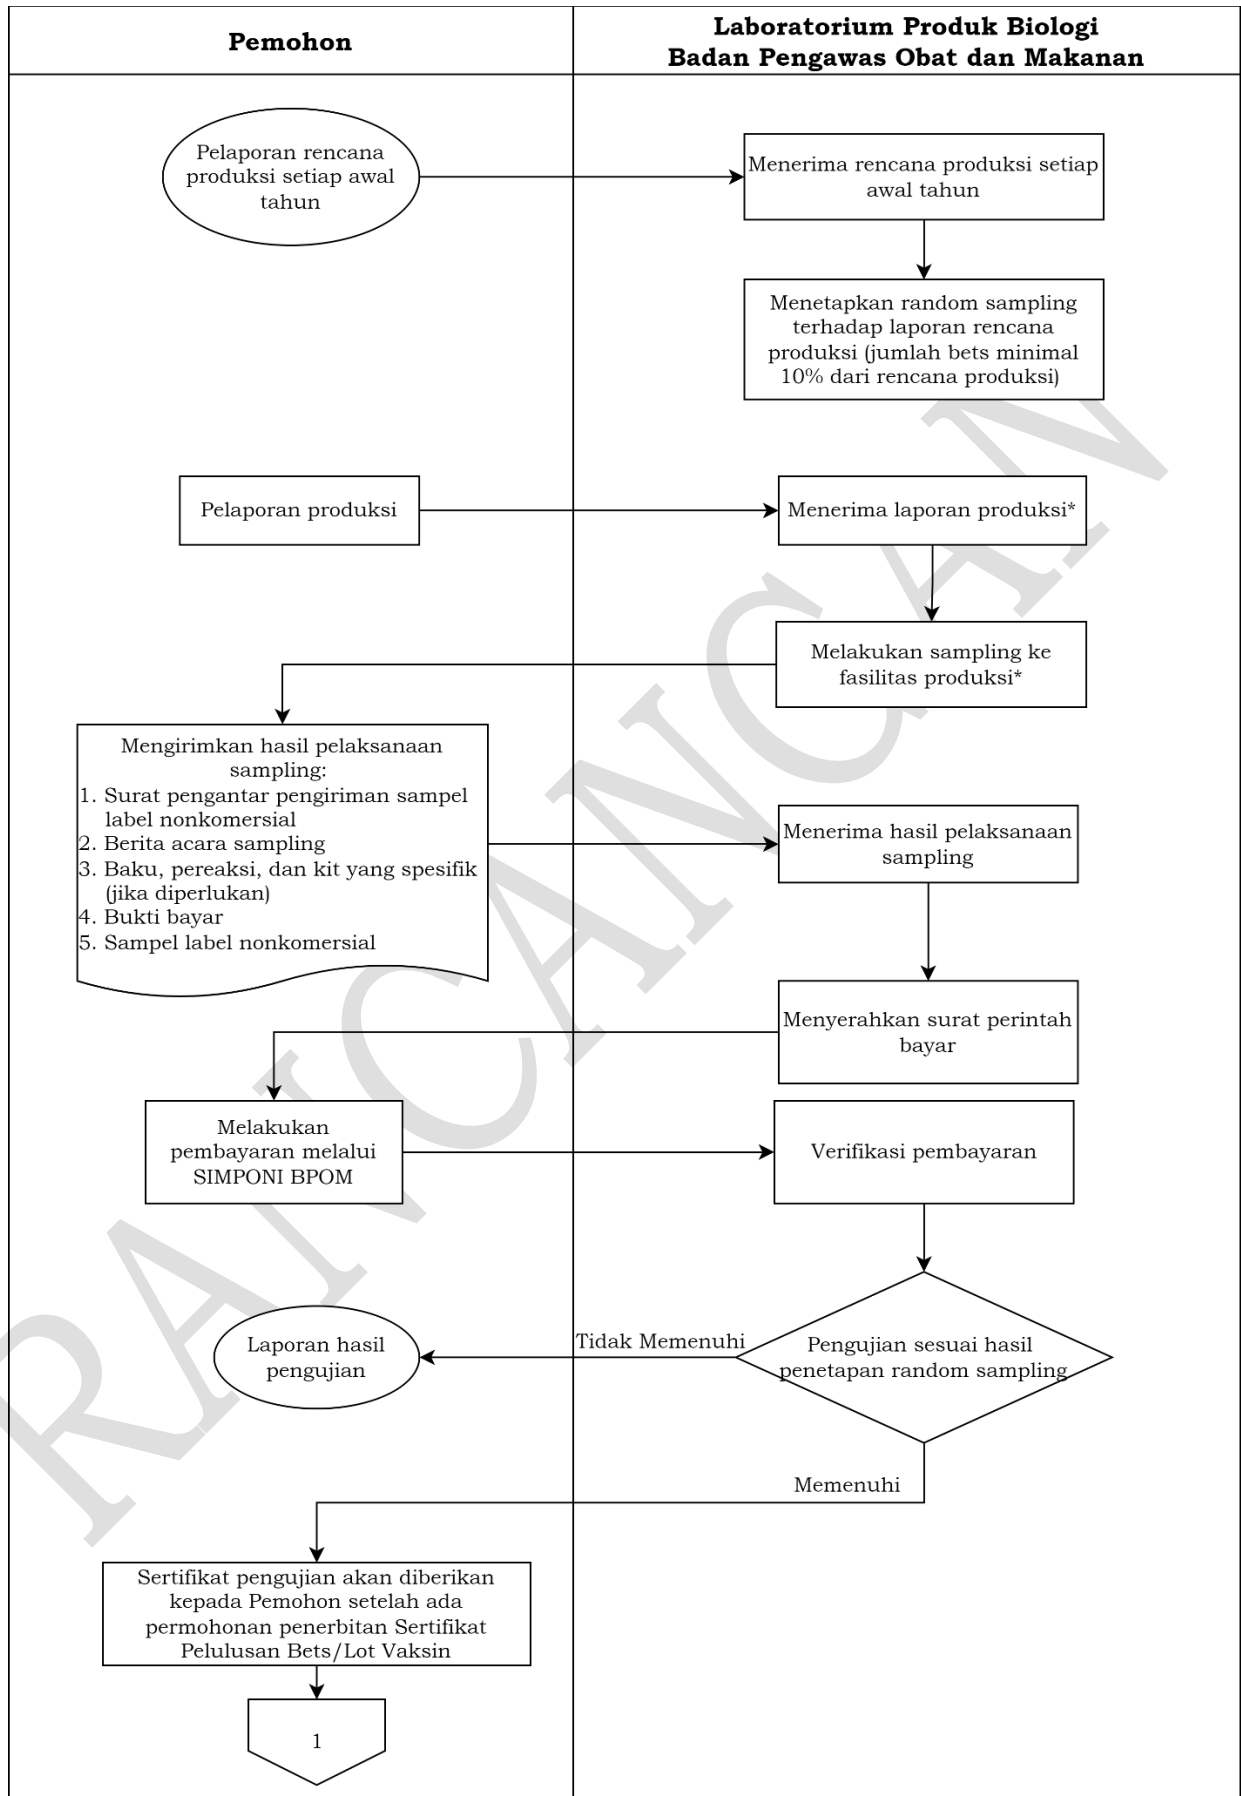 Pemohon
Laboratorium Produk Biologi
Badan Pengawas Obat dan Makanan
Pelaporan rencana
produksi setiap awal
tahun
Menerima rencana produksi setiap
awal tahun
Menetapkan random sampling
terhadap laporan rencana
produksi (jumlah bets minimal
10% dari rencana produksi)
Pelaporan produksi
Menerima laporan produksi*
Melakukan sampling ke
fasilitas produksi*
Mengirimkan hasil pelaksanaan
sampling:
1. Surat pengantar pengiriman sampel
label nonkomersial
2. Berita acara sampling
3. Baku, pereaksi, dan kit yang spesifik
(jika diperlukan)
4. Bukti bayar
5. Sampel label nonkomersial
Menerima hasil pelaksanaan
sampling
Menyerahkan surat perintah
bayar
Melakukan
pembayaran melalui
SIMPONI BPOM
Verifikasi pembayaran
Pengujian sesuai hasil
penetapan random sampling
Tidak Memenuhi
Laporan hasil
pengujian
Memenuhi
Sertifikat pengujian akan diberikan
kepada Pemohon setelah ada
permohonan penerbitan Sertifikat
Pelulusan Bets/Lot Vaksin
1
RANCANGAN